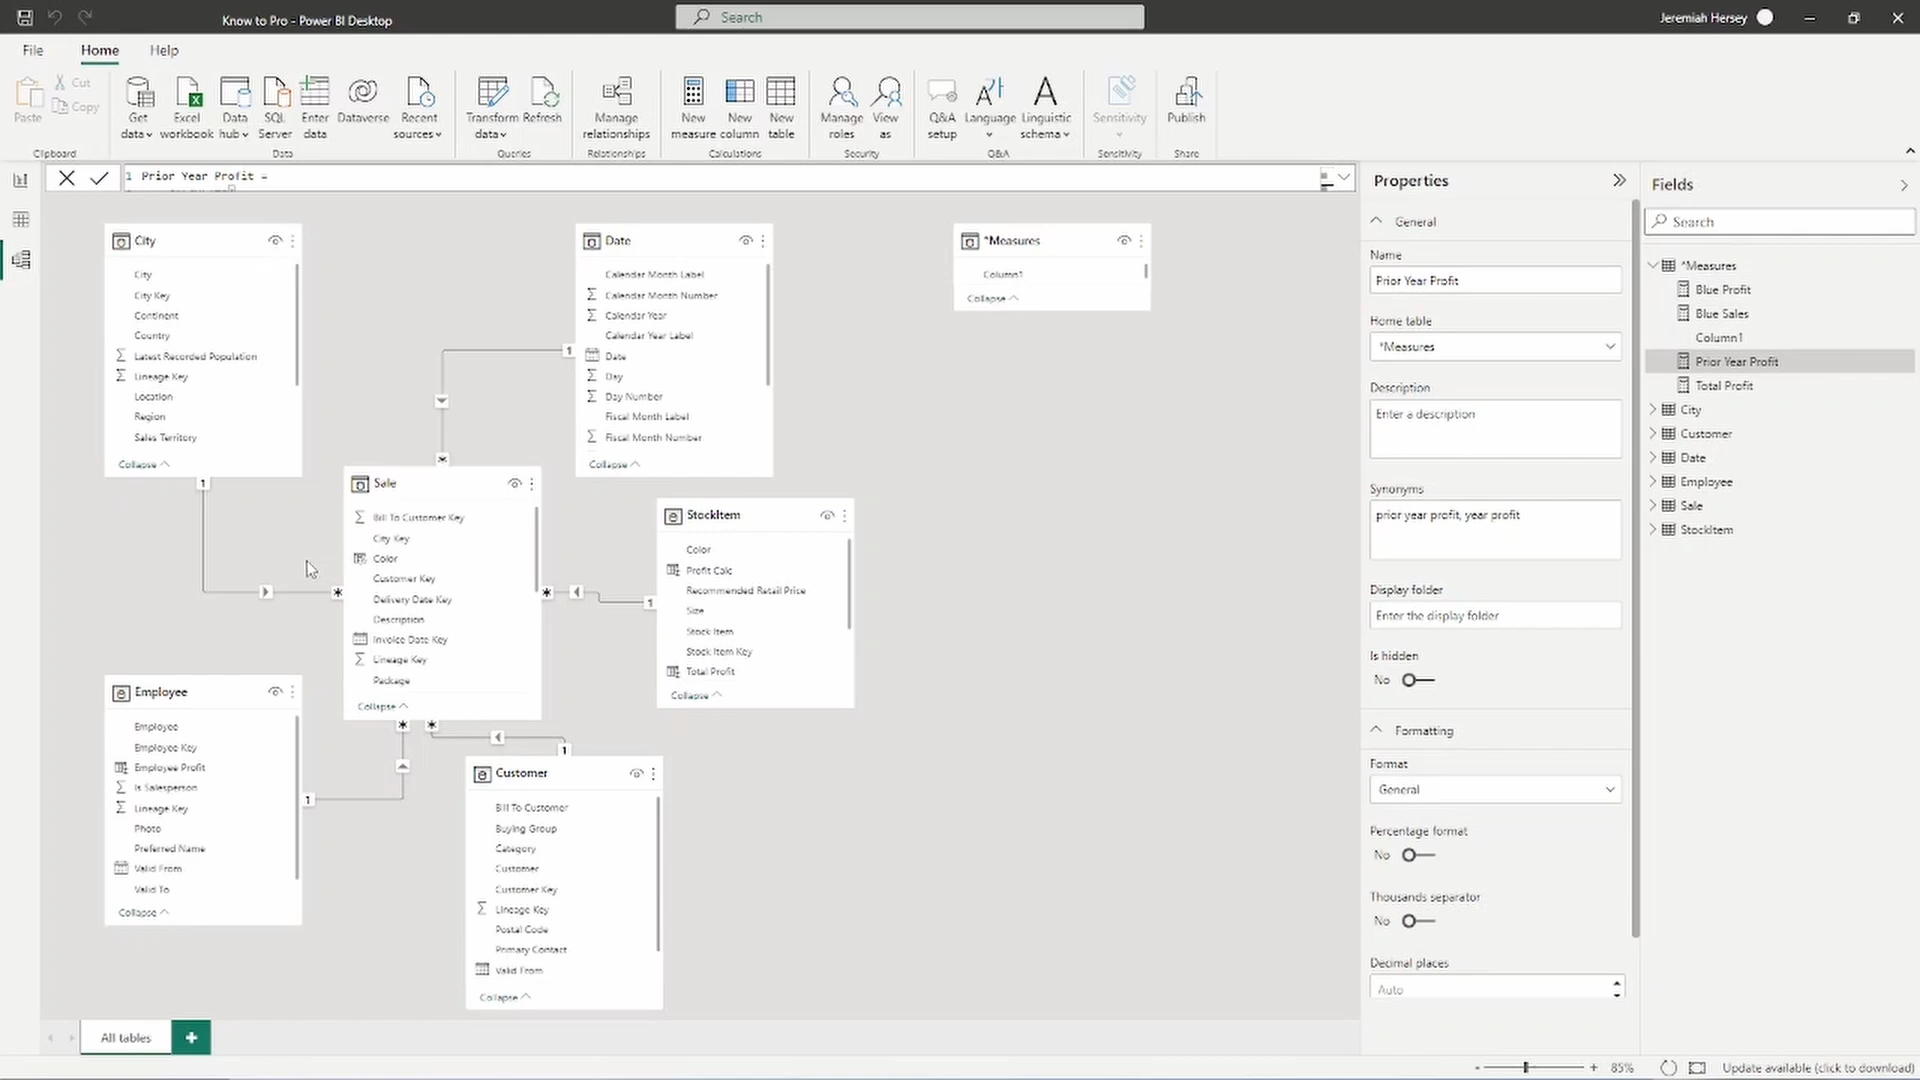 Know to Pro - Power BI Desktop
Search
Jeremiah Hersey
File
Home
Help
Paste
Cut
Copy
Clipboard
Get data
Excel workbook
Data hub
SQL Server
Enter data
Dataverse
Recent sources
Data
Transform data
Refresh
Queries
Manage relationships
Relationships
New measure
New column
New table
Calculations
Manage roles
View as
Security
Q&A setup
Language
Linguistic schema
Q&A
Sensitivity
Sensitivity
Publish
Share
1 Prior Year Profit =
City
City
City Key
Continent
Country
Latest Recorded Population
Lineage Key
Location
Region
Sales Territory
Collapse
Date
Calendar Month Label
Calendar Month Number
Calendar Year
Calendar Year Label
Date
Day
Day Number
Fiscal Month Label
Fiscal Month Number
Collapse
*Measures
Column1
Collapse
1
1
*
1
*
*
1
*
*
1
1
Sale
Bill To Customer Key
City Key
Color
Customer Key
Delivery Date Key
Description
Invoice Date Key
Lineage Key
Package
Collapse
StockItem
Color
Profit Calc
Recommended Retail Price
Size
Stock Item
Stock Item Key
Total Profit
Collapse
Employee
Employee
Employee Key
Employee Profit
Is Salesperson
Lineage Key
Photo
Preferred Name
Valid From
Valid To
Collapse
Customer
Bill To Customer
Buying Group
Category
Customer
Customer Key
Lineage Key
Postal Code
Primary Contact
Valid From
Collapse
Properties
General
Name
Prior Year Profit
Home table
*Measures
Description
Enter a description
Synonyms
prior year profit, year profit
Display folder
Enter the display folder
Is hidden
No
Formatting
Format
General
Percentage format
No
Thousands separator
No
Decimal places
Auto
Fields
Search
*Measures
Blue Profit
Blue Sales
Column1
Prior Year Profit
Total Profit
City
Customer
Date
Employee
Sale
StockItem
All tables
+
- + 85%
Update available (click to download)